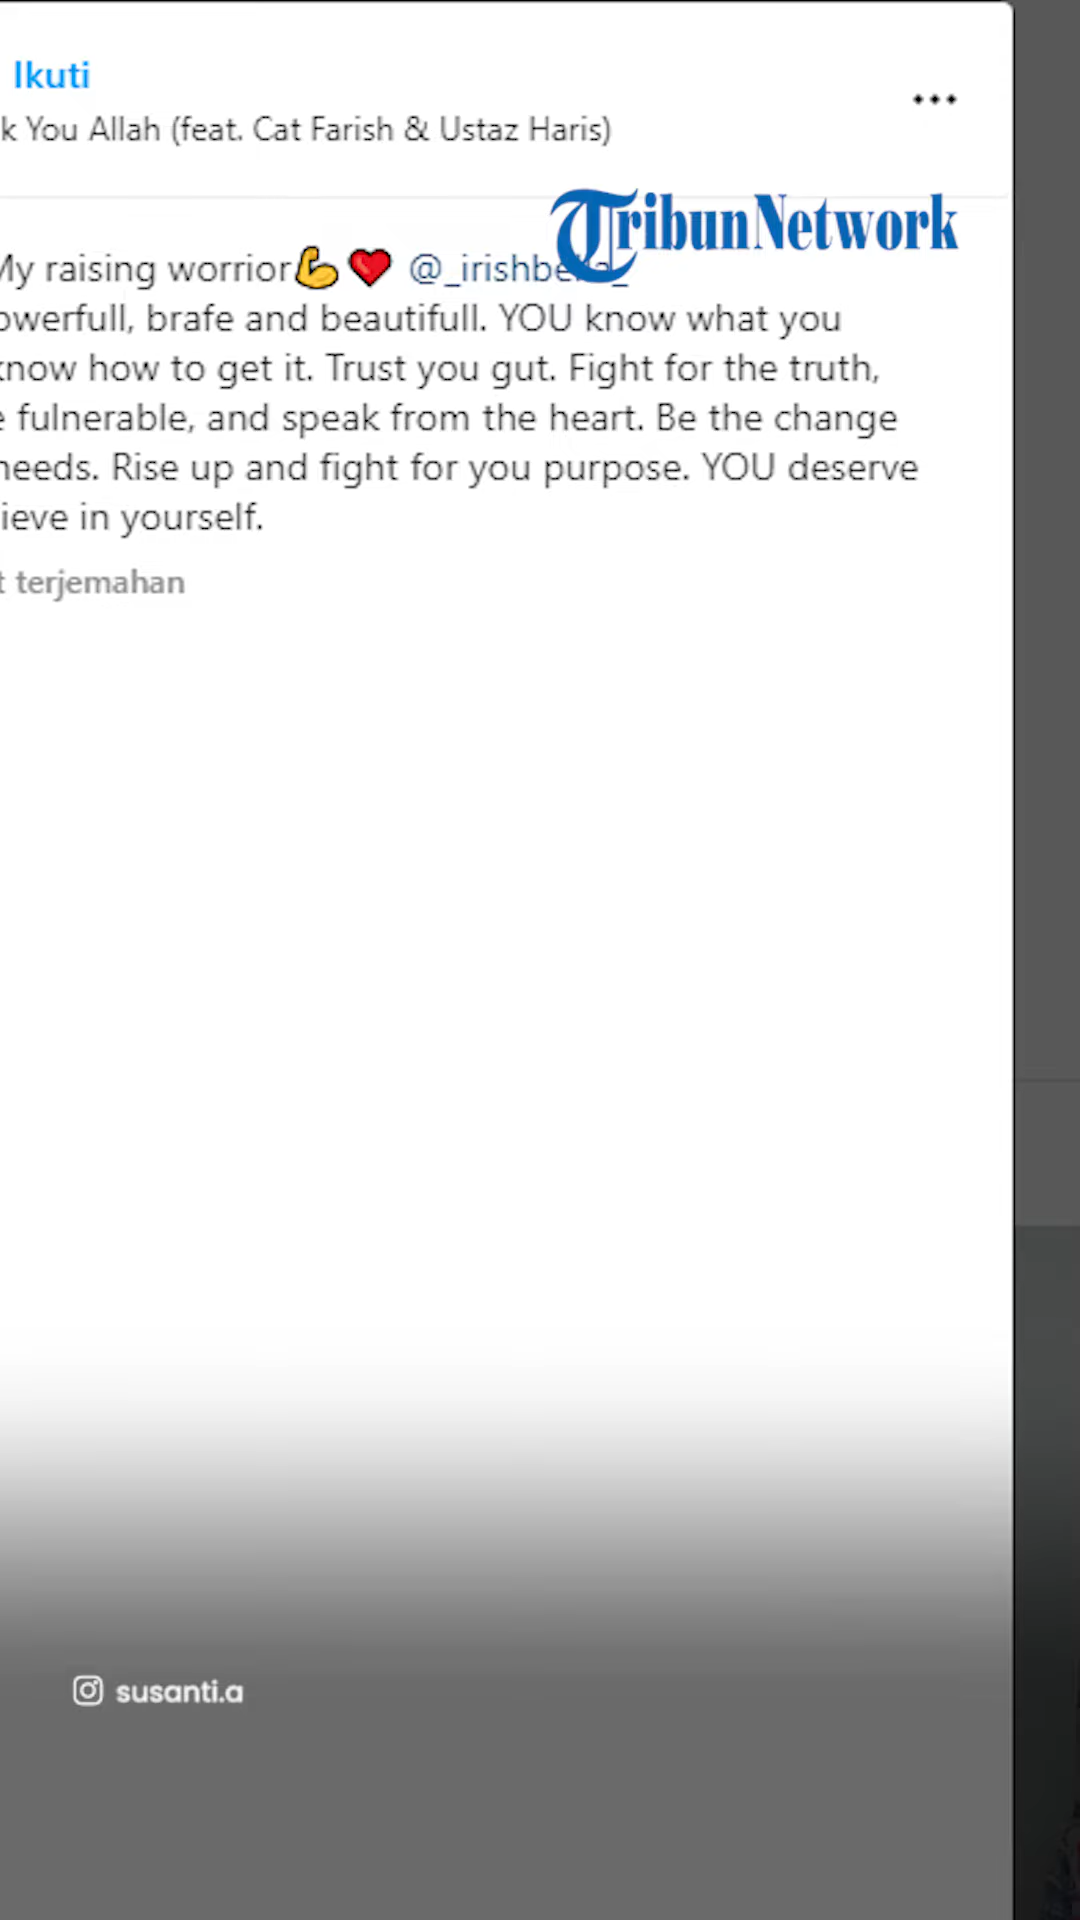 Ikuti
k You Allah (feat. Cat Farish & Ustaz Haris)
TribunNetwork
My raising worrior💪❤️ @_irishbella_
owerfull, brafe and beautifull. YOU know what you
know how to get it. Trust you gut. Fight for the truth,
e fulnerable, and speak from the heart. Be the change
needs. Rise up and fight for you purpose. YOU deserve
ieve in yourself.
t terjemahan
susanti.a